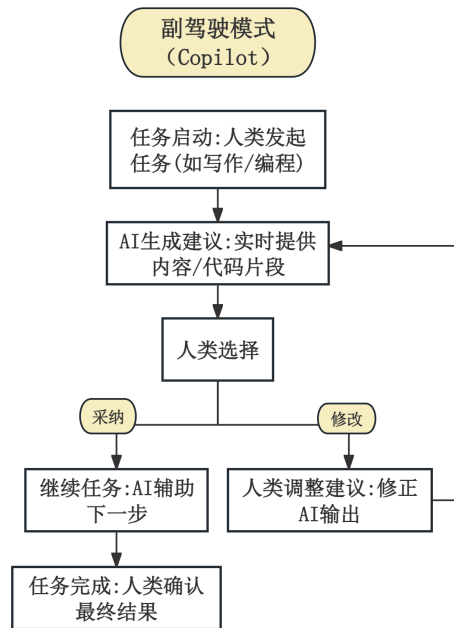 副驾驶模式
（Copilot）
任务启动:人类发起
任务(如写作/编程)
AI生成建议:实时提供
内容/代码片段
人类选择
采纳
修改
继续任务:AI辅助
下一步
人类调整建议:修正
AI输出
任务完成:人类确认
最终结果